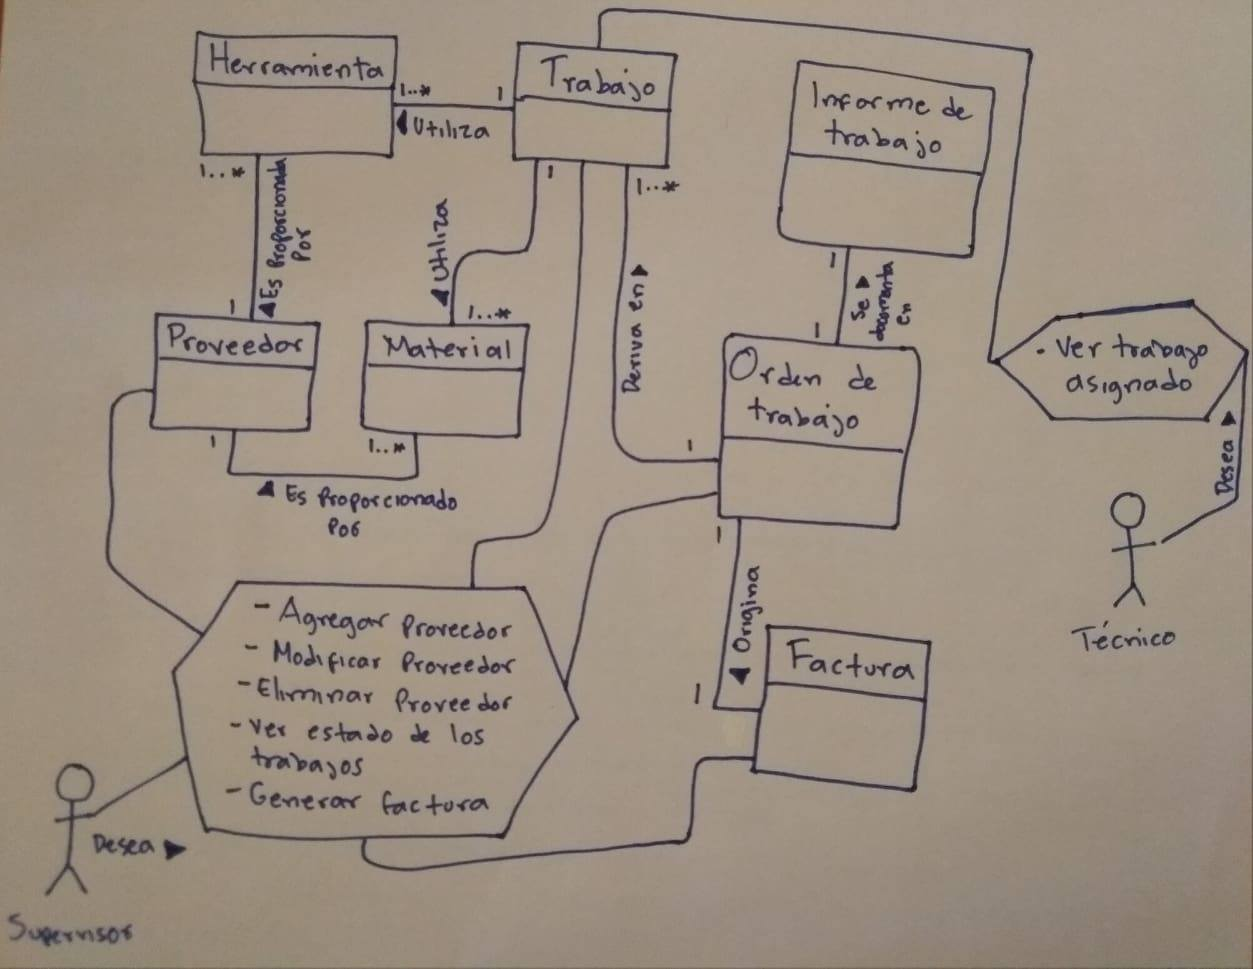 Herramienta
1..*
1
◀ Utiliza
Trabajo
Informe de
trabajo
1..*
◀ Es Proporcionada
Por
1
◀ Utiliza
1..*
1
Deriva en ▶
1..*
1
Se ▶
documenta
en
1
1
Proveedor
Material
Orden de
trabajo
· Ver trabajo
asignado
1
1..*
◀ Es Proporcionado
Por
1
Desea ▶
Técnico
◀ Origina
1
Factura
- Agregar Proveedor
- Modificar Proveedor
- Eliminar Proveedor
- Ver estado de los
trabajos
- Generar factura
Desea ▶
Supervisor